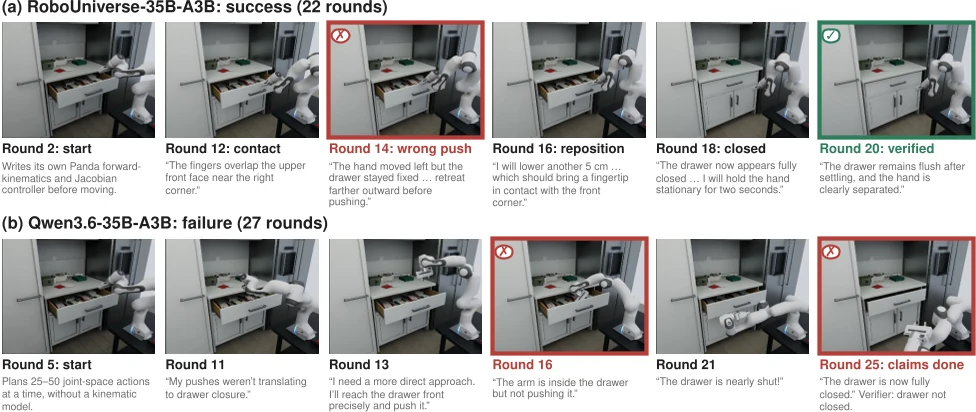 (a) RoboUniverse-35B-A3B: success (22 rounds)
Round 2: start
Writes its own Panda forward-
kinematics and Jacobian
controller before moving.
Round 12: contact
“The fingers overlap the upper
front face near the right
corner.”
Round 14: wrong push
“The hand moved left but the
drawer stayed fixed … retreat
farther outward before
pushing.”
Round 16: reposition
“I will lower another 5 cm …
which should bring a fingertip
in contact with the front
corner.”
Round 18: closed
“The drawer now appears fully
closed … I will hold the hand
stationary for two seconds.”
Round 20: verified
“The drawer remains flush after
settling, and the hand is
clearly separated.”
(b) Qwen3.6-35B-A3B: failure (27 rounds)
Round 5: start
Plans 25–50 joint-space actions
at a time, without a kinematic
model.
Round 11
“My pushes weren’t translating
to drawer closure.”
Round 13
“I need a more direct approach.
I’ll reach the drawer front
precisely and push it.”
Round 16
“The arm is inside the drawer
but not pushing it.”
Round 21
“The drawer is nearly shut!”
Round 25: claims done
“The drawer is now fully
closed.” Verifier: drawer not
closed.